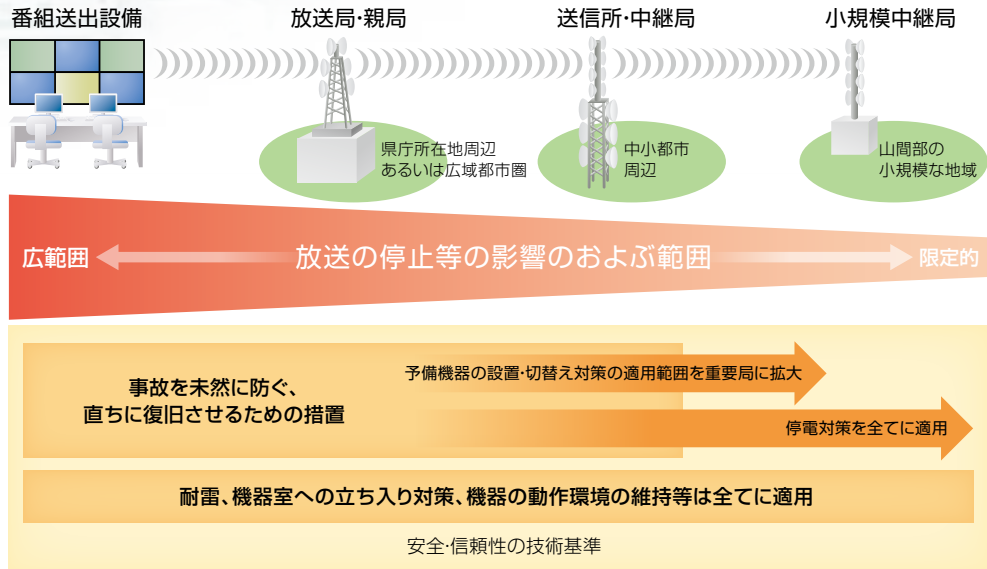 番組送出設備
放送局・親局
送信所・中継局
小規模中継局
県庁所在地周辺
あるいは広域都市圏
中小都市
周辺
山間部の
小規模な地域
広範囲
放送の停止等の影響のおよぶ範囲
限定的
事故を未然に防ぐ、
直ちに復旧させるための措置
予備機器の設置・切替え対策の適用範囲を重要局に拡大
停電対策を全てに適用
耐雷、機器室への立ち入り対策、機器の動作環境の維持等は全てに適用
安全・信頼性の技術基準